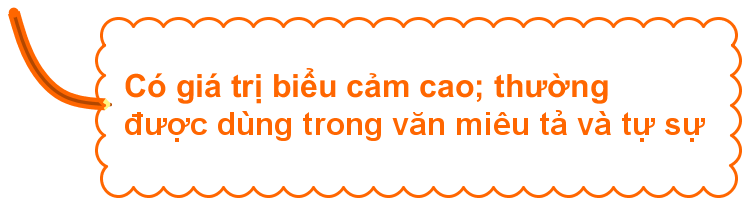 Có giá trị biểu cảm cao; thường
được dùng trong văn miêu tả và tự sự